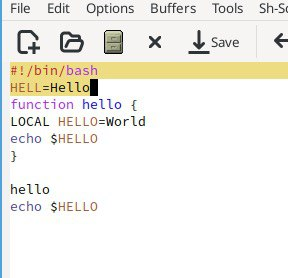 File Edit Options Buffers Tools Sh-Sc
Save
#!/bin/bash
HELL=Hello
function hello {
LOCAL HELLO=World
echo $HELLO
}
hello
echo $HELLO